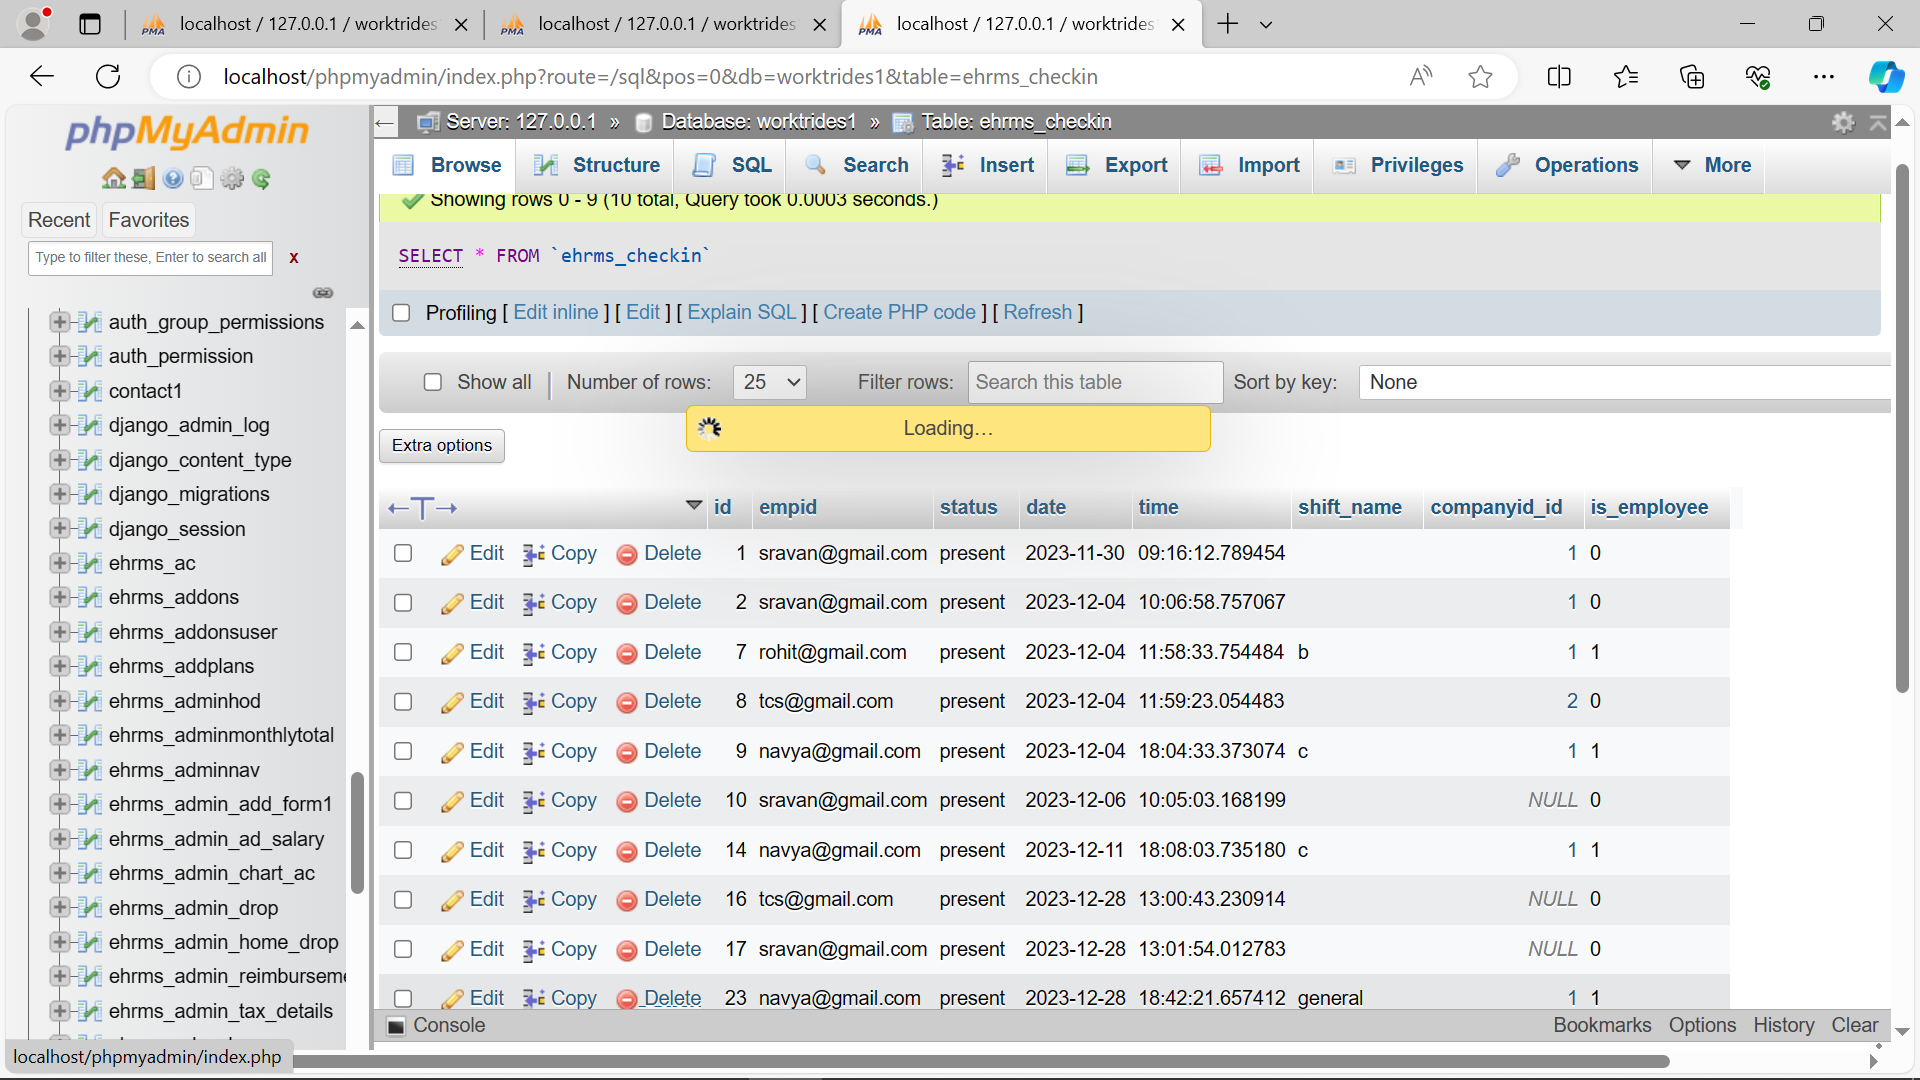 localhost / 127.0.0.1 / worktrides
localhost / 127.0.0.1 / worktrides
localhost / 127.0.0.1 / worktrides
localhost/phpmyadmin/index.php?route=/sql&pos=0&db=worktrides1&table=ehrms_checkin
phpMyAdmin
Recent Favorites
Type to filter these, Enter to search all X
auth_group_permissions
auth_permission
contact1
django_admin_log
django_content_type
django_migrations
django_session
ehrms_ac
ehrms_addons
ehrms_addonsuser
ehrms_addplans
ehrms_adminhod
ehrms_adminmonthlytotal
ehrms_adminnav
ehrms_admin_add_form1
ehrms_admin_ad_salary
ehrms_admin_chart_ac
ehrms_admin_drop
ehrms_admin_home_drop
ehrms_admin_reimburseme
ehrms_admin_tax_details
localhost/phpmyadmin/index.php
Server: 127.0.0.1 » Database: worktrides1 » Table: ehrms_checkin
Browse Structure SQL Search Insert Export Import Privileges Operations More
Showing rows 0 - 9 (10 total, Query took 0.0003 seconds.)
SELECT * FROM `ehrms_checkin`
Profiling [ Edit inline ] [ Edit ] [ Explain SQL ] [ Create PHP code ] [ Refresh ]
Show all Number of rows: 25 Filter rows: Search this table Sort by key: None
Loading…
Extra options
←T→ id empid status date time shift_name companyid_id is_employee
Edit Copy Delete 1 sravan@gmail.com present 2023-11-30 09:16:12.789454 1 0
Edit Copy Delete 2 sravan@gmail.com present 2023-12-04 10:06:58.757067 1 0
Edit Copy Delete 7 rohit@gmail.com present 2023-12-04 11:58:33.754484 b 1 1
Edit Copy Delete 8 tcs@gmail.com present 2023-12-04 11:59:23.054483 2 0
Edit Copy Delete 9 navya@gmail.com present 2023-12-04 18:04:33.373074 c 1 1
Edit Copy Delete 10 sravan@gmail.com present 2023-12-06 10:05:03.168199 NULL 0
Edit Copy Delete 14 navya@gmail.com present 2023-12-11 18:08:03.735180 c 1 1
Edit Copy Delete 16 tcs@gmail.com present 2023-12-28 13:00:43.230914 NULL 0
Edit Copy Delete 17 sravan@gmail.com present 2023-12-28 13:01:54.012783 NULL 0
Edit Copy Delete 23 navya@gmail.com present 2023-12-28 18:42:21.657412 general 1 1
Console Bookmarks Options History Clear